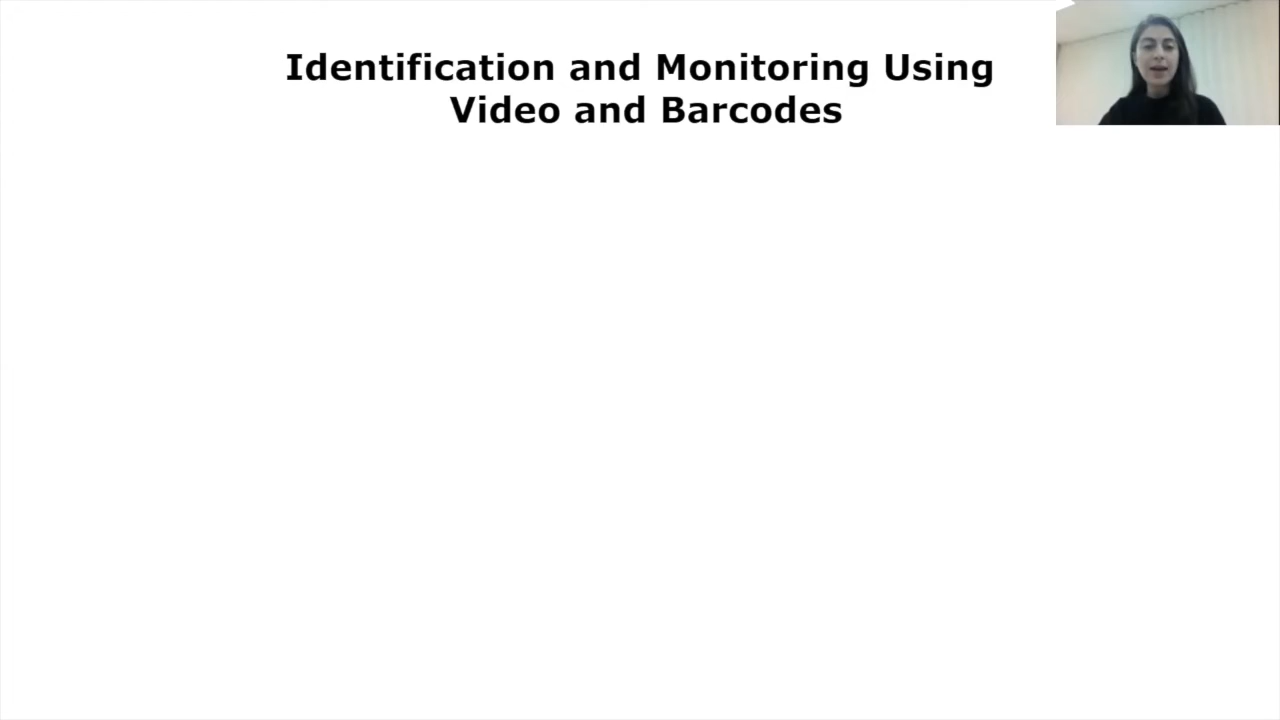 Identification and Monitoring Using
Video and Barcodes